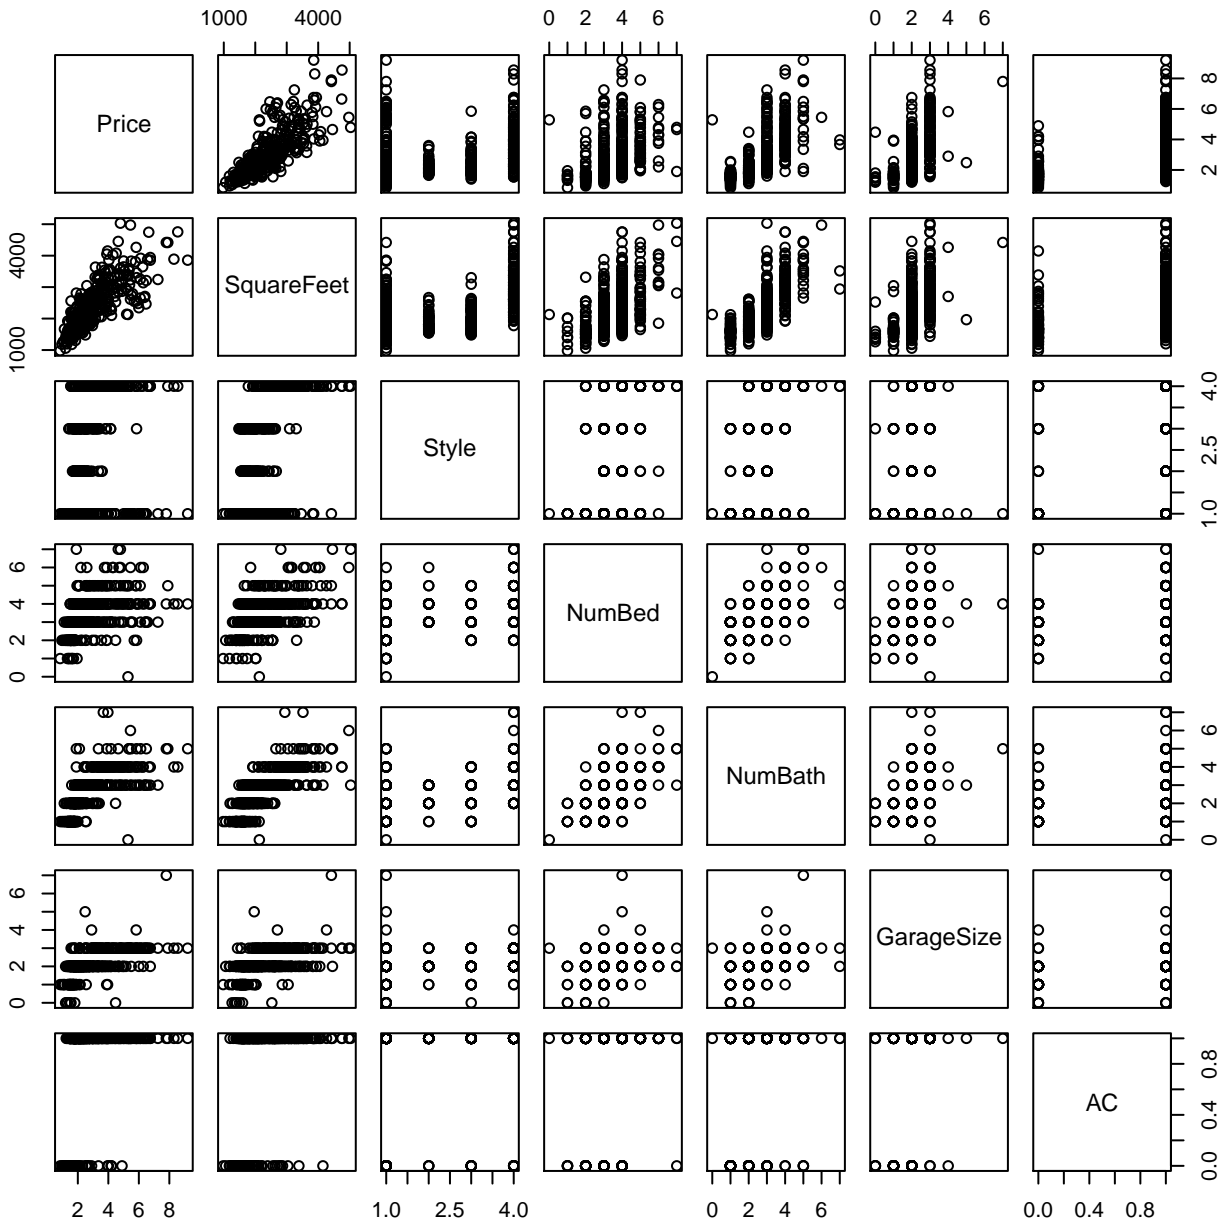 1000 4000 0 2 4 6 0 2 4 6
Price 2 4 6 8
1000 4000 SquareFeet
Style 1.0 2.5 4.0
0 2 4 6 NumBed
NumBath 0 2 4 6
0 2 4 6 GarageSize
AC 0.0 0.4 0.8
2 4 6 8 1.0 2.5 4.0 0 2 4 6 0.0 0.4 0.8